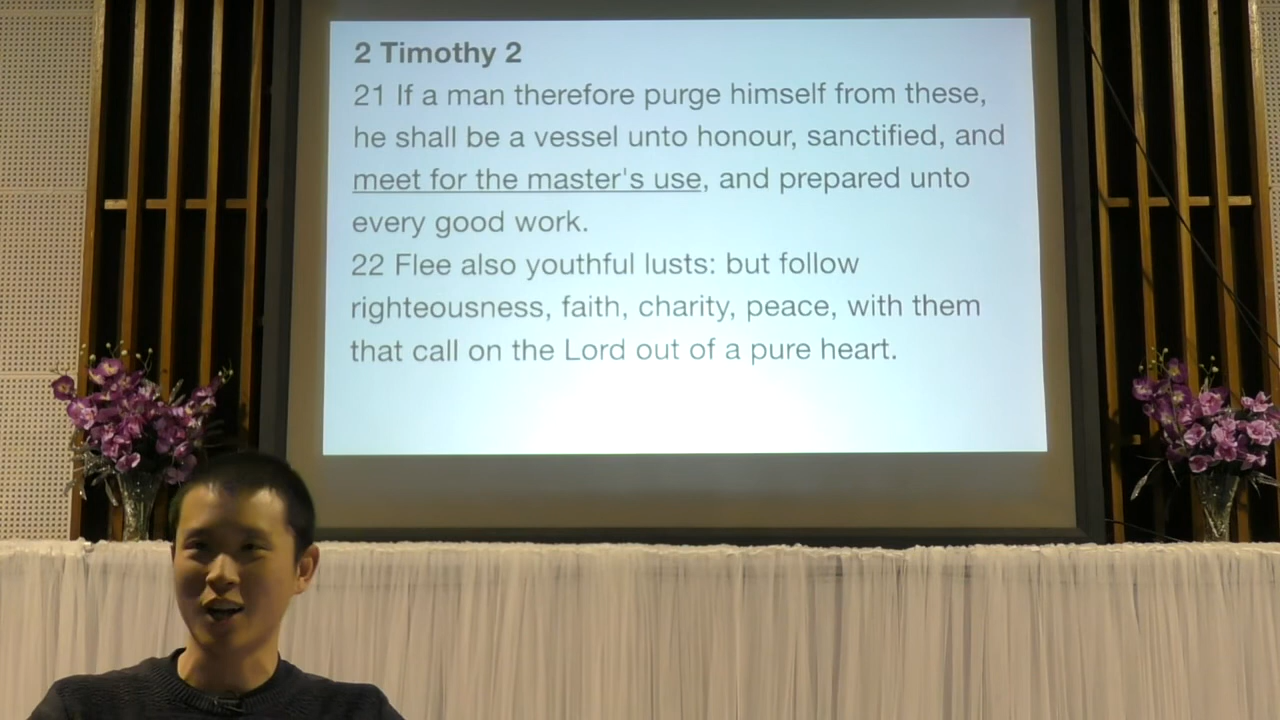 2 Timothy 2
21 If a man therefore purge himself from these,
he shall be a vessel unto honour, sanctified, and
meet for the master's use, and prepared unto
every good work.
22 Flee also youthful lusts: but follow
righteousness, faith, charity, peace, with them
that call on the Lord out of a pure heart.